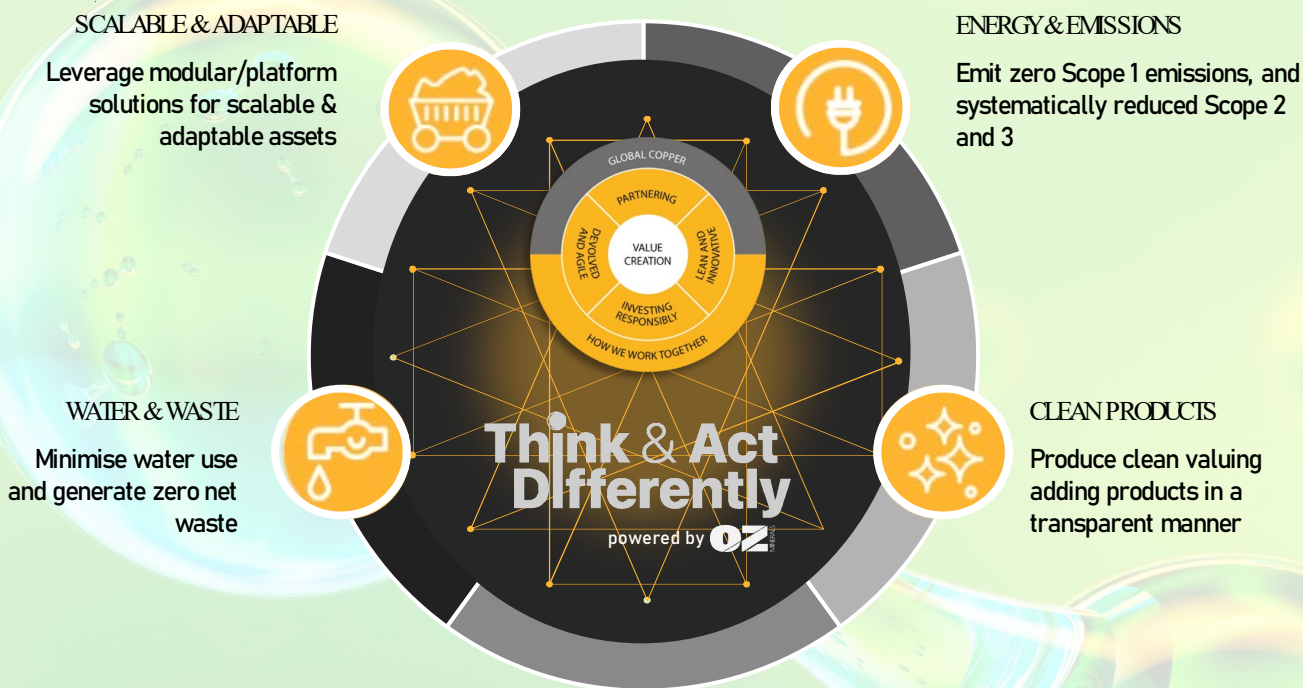 SCALABLE & ADAPTABLE
Leverage modular/platform
solutions for scalable &
adaptable assets
ENERGY & EMISSIONS
Emit zero Scope 1 emissions, and
systematically reduced Scope 2
and 3
GLOBAL COPPER
PARTNERING
DEVOLVED
AND AGILE
VALUE
CREATION
LEAN AND
INNOVATIVE
INVESTING
RESPONSIBLY
HOW WE WORK TOGETHER
WATER & WASTE
Minimise water use
and generate zero net
waste
Think & Act
Differently
powered by OZ
MINERALS
CLEAN PRODUCTS
Produce clean valuing
adding products in a
transparent manner